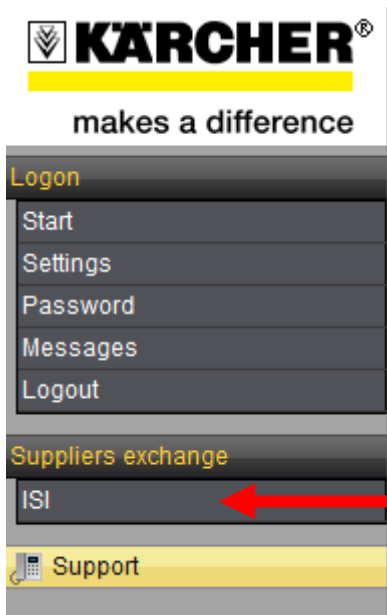 KÄRCHER®
makes a difference
Logon
Start
Settings
Password
Messages
Logout
Suppliers exchange
ISI
Support